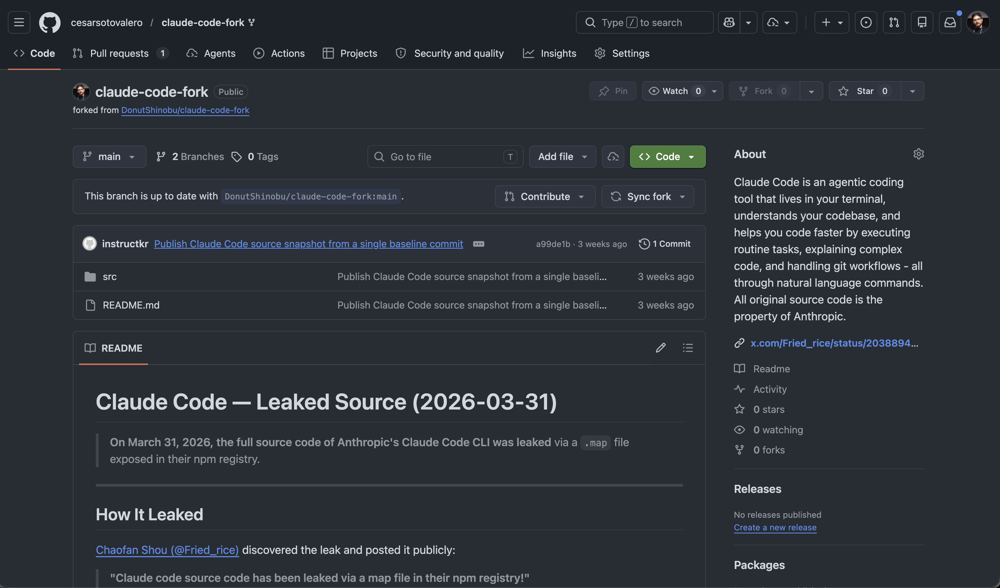 cesarsotovalero / claude-code-fork
Type / to search
Code
Pull requests 1
Agents
Actions
Projects
Security and quality
Insights
Settings
claude-code-fork Public
forked from DonutShinobu/claude-code-fork
Pin
Watch 0
Fork 0
Star 0
main
2 Branches
0 Tags
Go to file T
Add file
Code
This branch is up to date with DonutShinobu/claude-code-fork:main .
Contribute
Sync fork
instructkr Publish Claude Code source snapshot from a single baseline commit
a99de1b · 3 weeks ago
1 Commit
src Publish Claude Code source snapshot from a single baseli... 3 weeks ago
README.md Publish Claude Code source snapshot from a single baseli... 3 weeks ago
README
Claude Code — Leaked Source (2026-03-31)
On March 31, 2026, the full source code of Anthropic's Claude Code CLI was leaked via a .map file
exposed in their npm registry.
How It Leaked
Chaofan Shou (@Fried_rice) discovered the leak and posted it publicly:
"Claude code source code has been leaked via a map file in their npm registry!"
About
Claude Code is an agentic coding
tool that lives in your terminal,
understands your codebase, and
helps you code faster by executing
routine tasks, explaining complex
code, and handling git workflows - all
through natural language commands.
All original source code is the
property of Anthropic.
x.com/Fried_rice/status/2038894...
Readme
Activity
0 stars
0 watching
0 forks
Releases
No releases published
Create a new release
Packages